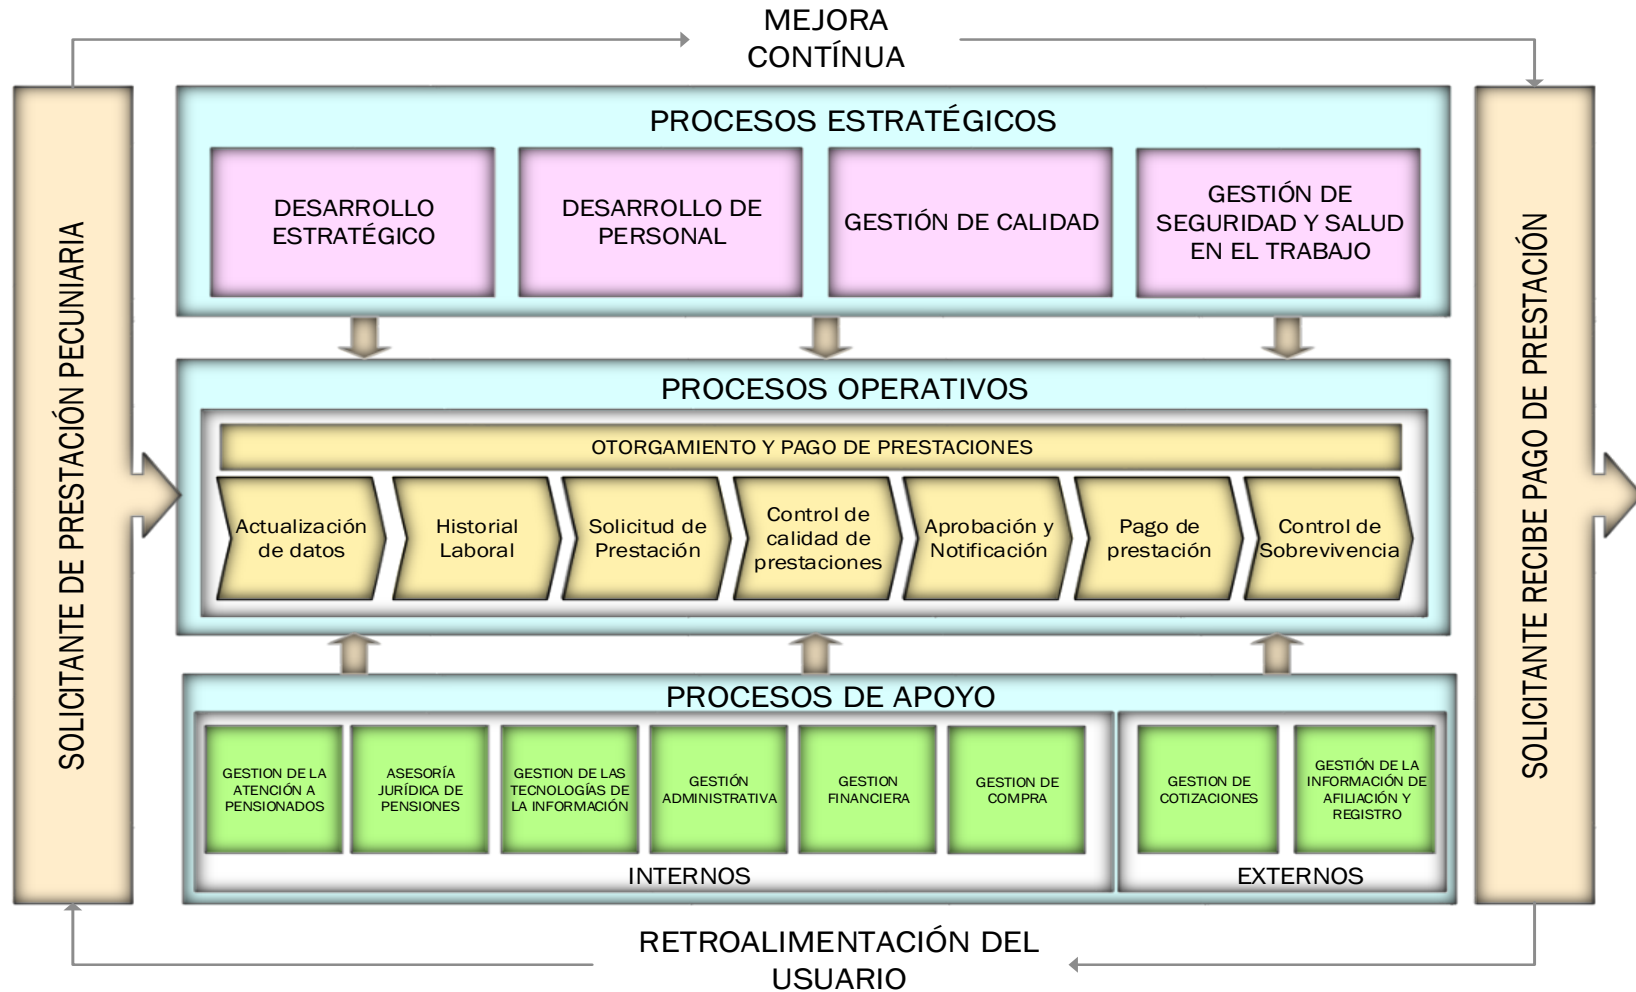 MEJORA
CONTÍNUA
SOLICITANTE DE PRESTACIÓN PECUNIARIA
PROCESOS ESTRATÉGICOS
DESARROLLO
ESTRATÉGICO
DESARROLLO DE
PERSONAL
GESTIÓN DE CALIDAD
GESTIÓN DE
SEGURIDAD Y SALUD
EN EL TRABAJO
PROCESOS OPERATIVOS
OTORGAMIENTO Y PAGO DE PRESTACIONES
Actualización
de datos
Historial
Laboral
Solicitud de
Prestación
Control de
calidad de
prestaciones
Aprobación y
Notificación
Pago de
prestación
Control de
Sobrevivencia
PROCESOS DE APOYO
GESTION DE LA
ATENCIÓN A
PENSIONADOS
ASESORÍA
JURÍDICA DE
PENSIONES
GESTION DE LAS
TECNOLOGÍAS DE
LA INFORMACIÓN
GESTIÓN
ADMINISTRATIVA
GESTION
FINANCIERA
GESTION DE
COMPRA
INTERNOS
GESTION DE
COTIZACIONES
GESTIÓN DE LA
INFORMACIÓN DE
AFILIACIÓN Y
REGISTRO
EXTERNOS
SOLICITANTE RECIBE PAGO DE PRESTACIÓN
RETROALIMENTACIÓN DEL
USUARIO